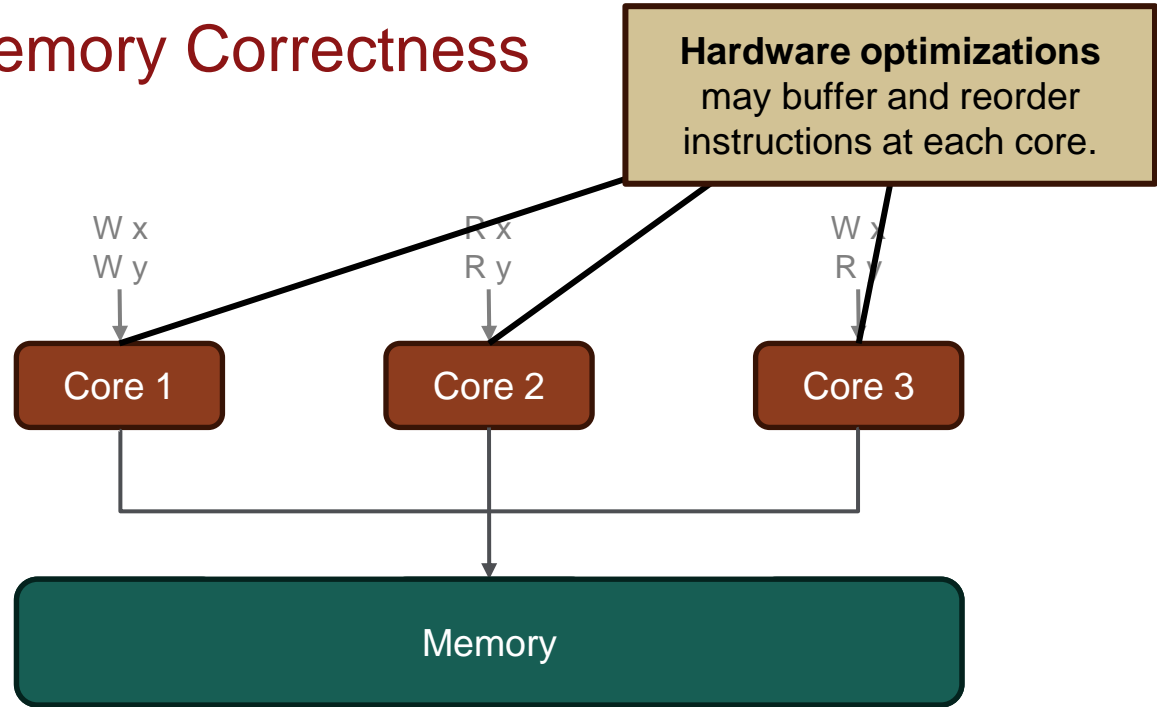 emory Correctness
Hardware optimizations
may buffer and reorder
instructions at each core.
W x
W y
R x
R y
W x
R y
Core 1
Core 2
Core 3
Memory